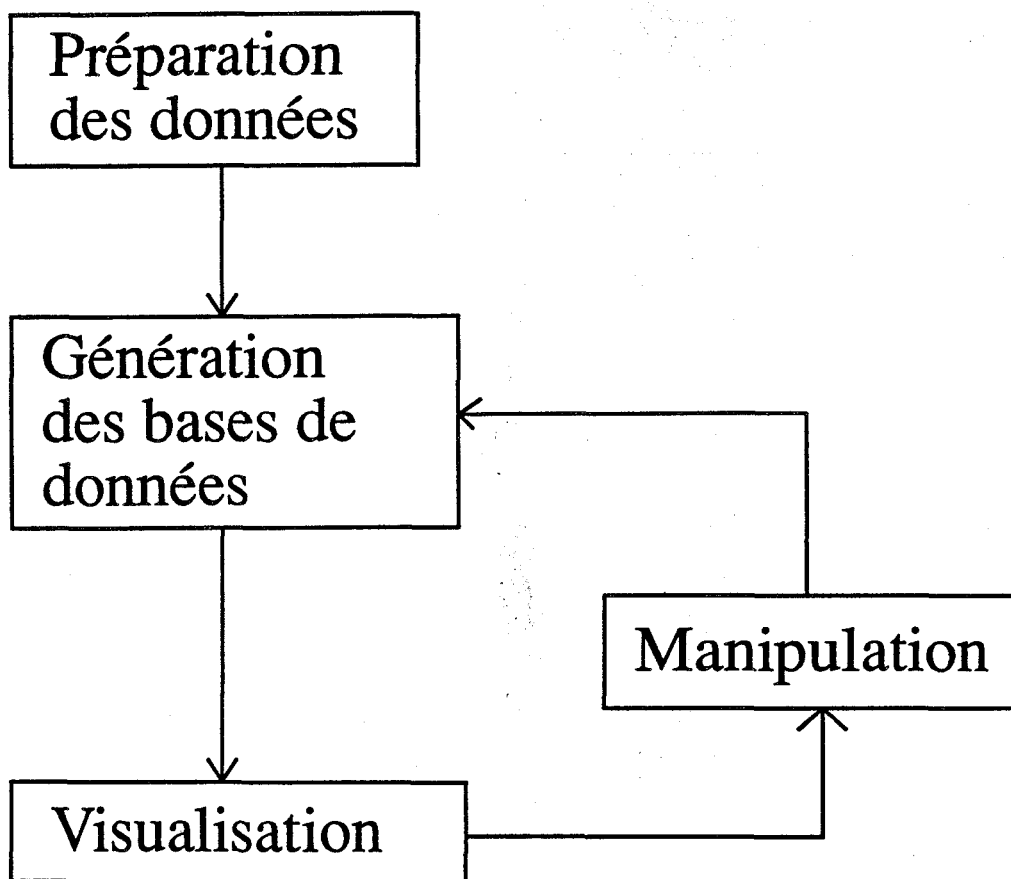 Préparation
des données
Génération
des bases de
données
Manipulation
Visualisation